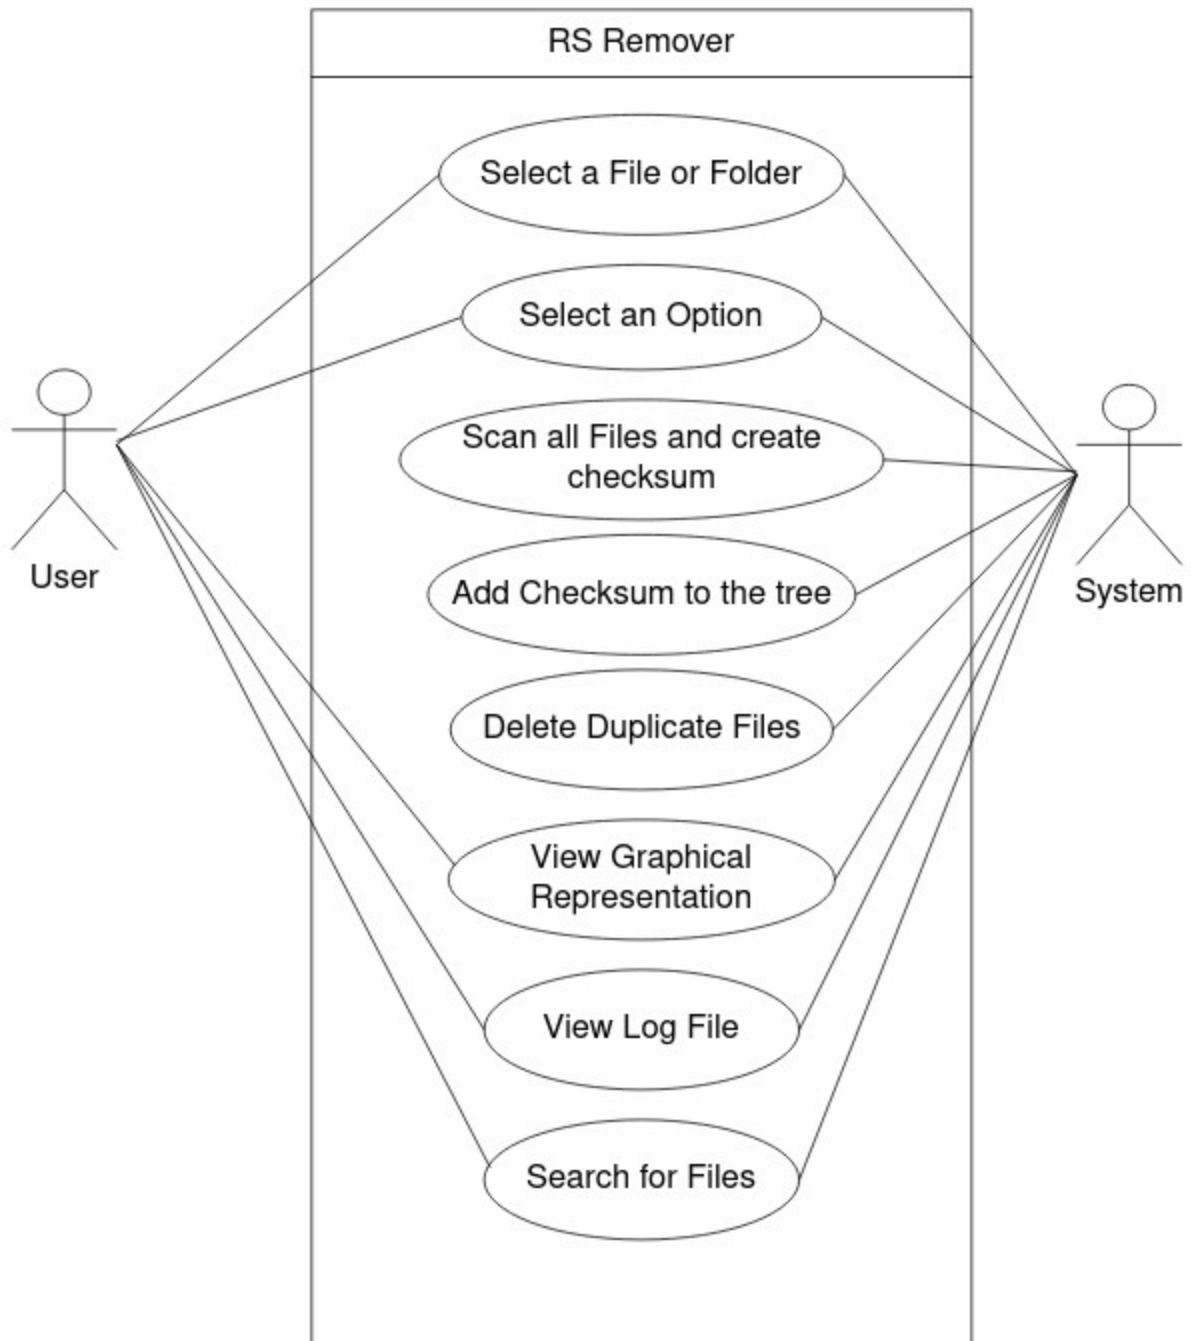 RS Remover
Select a File or Folder
Select an Option
Scan all Files and create
checksum
User
System
Add Checksum to the tree
Delete Duplicate Files
View Graphical
Representation
View Log File
Search for Files